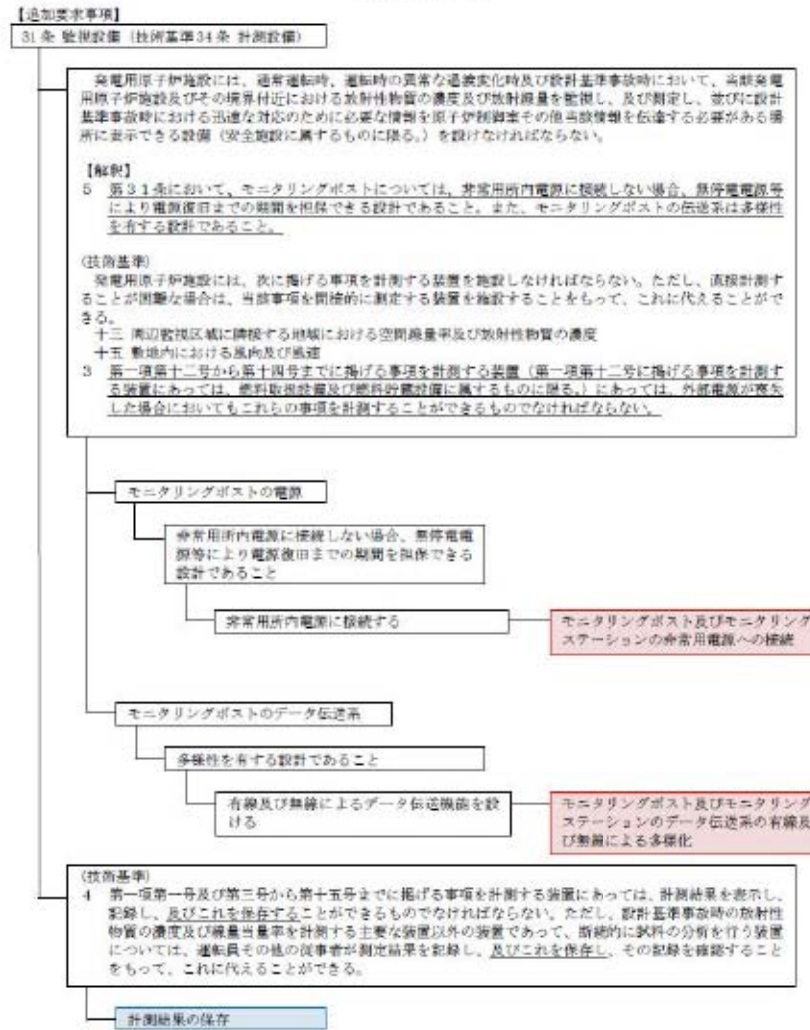 【追加要求事項】
31条 監視設備（技術基準34条 計測設備）
発電用原子炉施設には、通常運転時、運転時の異常な過渡変化時及び設計基準事故時において、当該発電
用原子炉施設及びその境界付近における放射性物質の濃度及び放射線量を監視し、及び測定し、並びに設計
基準事故時における迅速な対応のために必要な情報を原子炉制御室その他当該情報を伝達する必要がある場
所に表示できる設備（安全施設に属するものに限る。）を設けなければならない。
【解釈】
5 第３１条において、モニタリングポストについては、非常用所内電源に接続しない場合、無停電電源等
により電源復旧までの期間を担保できる設計であること。また、モニタリングポストの伝送系は多様性
を有する設計であること。
(技術基準)
発電用原子炉施設には、次に掲げる事項を計測する装置を施設しなければならない。ただし、直接計測す
ることが困難な場合は、当該事項を間接的に測定する装置を施設することをもって、これに代えることがで
きる。
十三 周辺監視区域に隣接する地域における空間線量率及び放射性物質の濃度
十五 敷地内における風向及び風速
3 第一項第十二号から第十四号までに掲げる事項を計測する装置（第一項第十二号に掲げる事項を計測す
る装置にあっては、燃料取扱設備及び燃料貯蔵設備に属するものに限る。）にあっては、外部電源が喪失
した場合においてもこれらの事項を計測することができるものでなければならない。
モニタリングポストの電源
非常用所内電源に接続しない場合、無停電電
源等により電源復旧までの期間を担保できる
設計であること
非常用所内電源に接続する
モニタリングポスト及びモニタリング
ステーションの非常用電源への接続
モニタリングポストのデータ伝送系
多様性を有する設計であること
有線及び無線によるデータ伝送機能を設
ける
モニタリングポスト及びモニタリング
ステーションのデータ伝送系の有線及
び無線による多様化
(技術基準)
4 第一項第一号及び第三号から第十五号までに掲げる事項を計測する装置にあっては、計測結果を表示し、
記録し、及びこれを保存することができるものでなければならない。ただし、設計基準事故時の放射性
物質の濃度及び線量当量率を計測する主要な装置以外の装置であって、断続的に試料の分析を行う装置
については、運転員その他の従事者が測定結果を記録し、及びこれを保存し、その記録を確認すること
をもって、これに代えることができる。
計測結果の保存